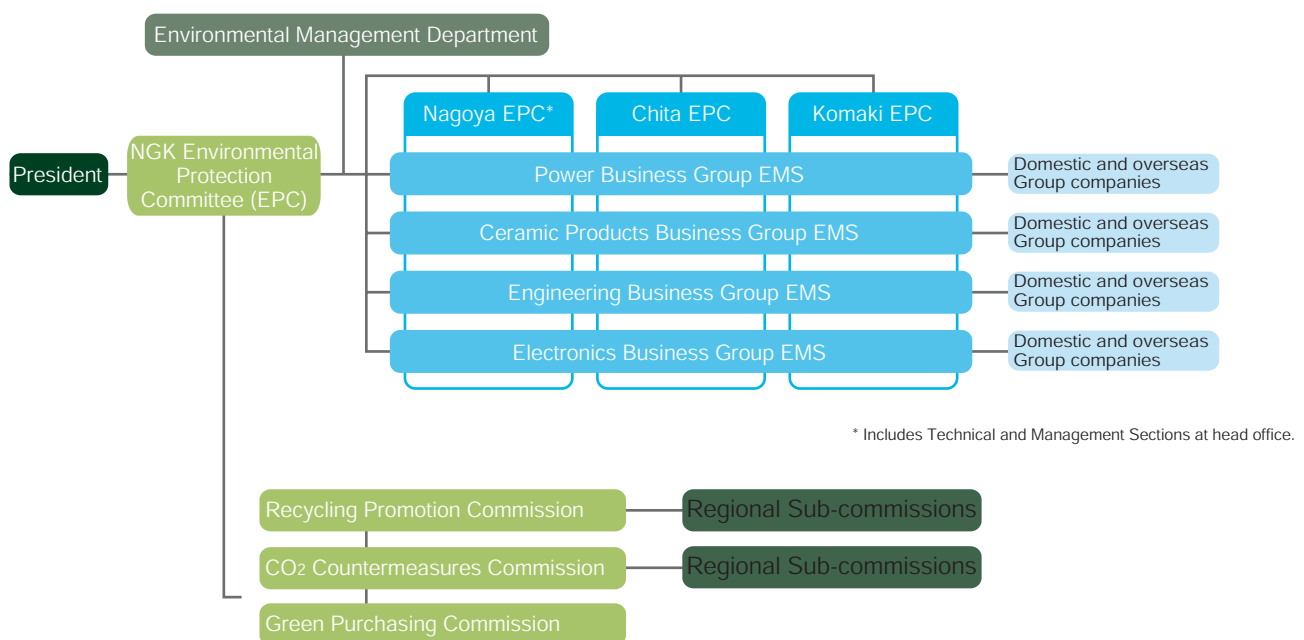 Environmental Management Department
Nagoya EPC*
Chita EPC
Komaki EPC
President
NGK Environmental
Protection
Committee (EPC)
Power Business Group EMS
Domestic and overseas
Group companies
Ceramic Products Business Group EMS
Domestic and overseas
Group companies
Engineering Business Group EMS
Domestic and overseas
Group companies
Electronics Business Group EMS
Domestic and overseas
Group companies
* Includes Technical and Management Sections at head office.
Recycling Promotion Commission
Regional Sub-commissions
CO2 Countermeasures Commission
Regional Sub-commissions
Green Purchasing Commission